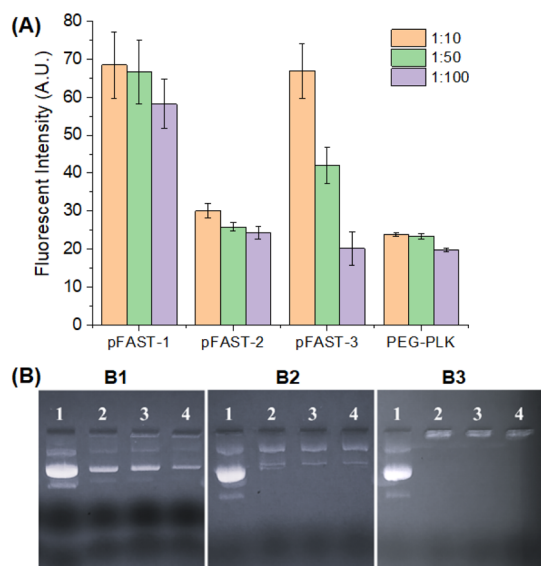 (A)
80
70
60
50
40
30
20
10
0
Fluorescent Intensity (A.U.)
1:10
1:50
1:100
pFAST-1 pFAST-2 pFAST-3 PEG-PLK
(B) B1 B2 B3
1 2 3 4 1 2 3 4 1 2 3 4